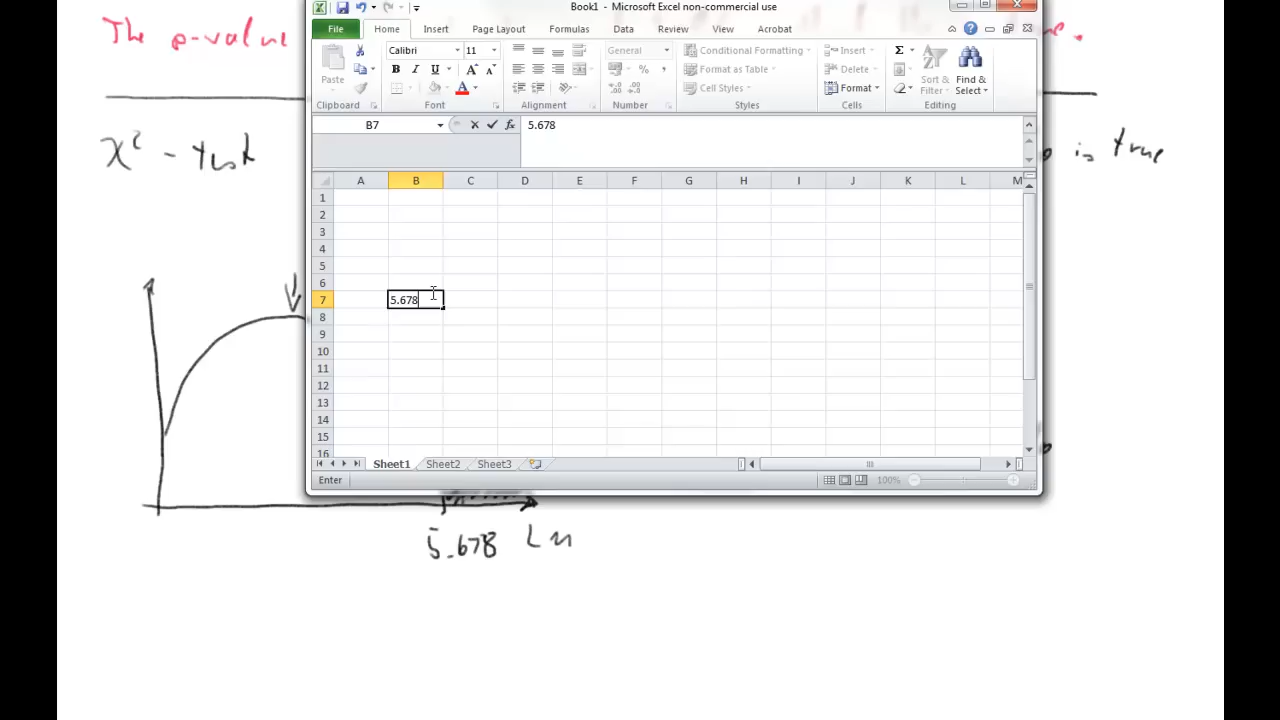 Book1 - Microsoft Excel non-commercial use
The p-value
File Home Insert Page Layout Formulas Data Review View Acrobat
Calibri 11 General Conditional Formatting Insert Σ
Paste B I U A A % Format as Table Delete Sort & Find &
Cell Styles Format Filter Select
Clipboard Font Alignment Number Styles Cells Editing
B7 fx 5.678
χ² - test is true
A B C D E F G H I J K L M
1
2
3
4
5
6
7 5.678
8
9
10
11
12
13
14
15
16
Sheet1 Sheet2 Sheet3
Enter 100%
5.678